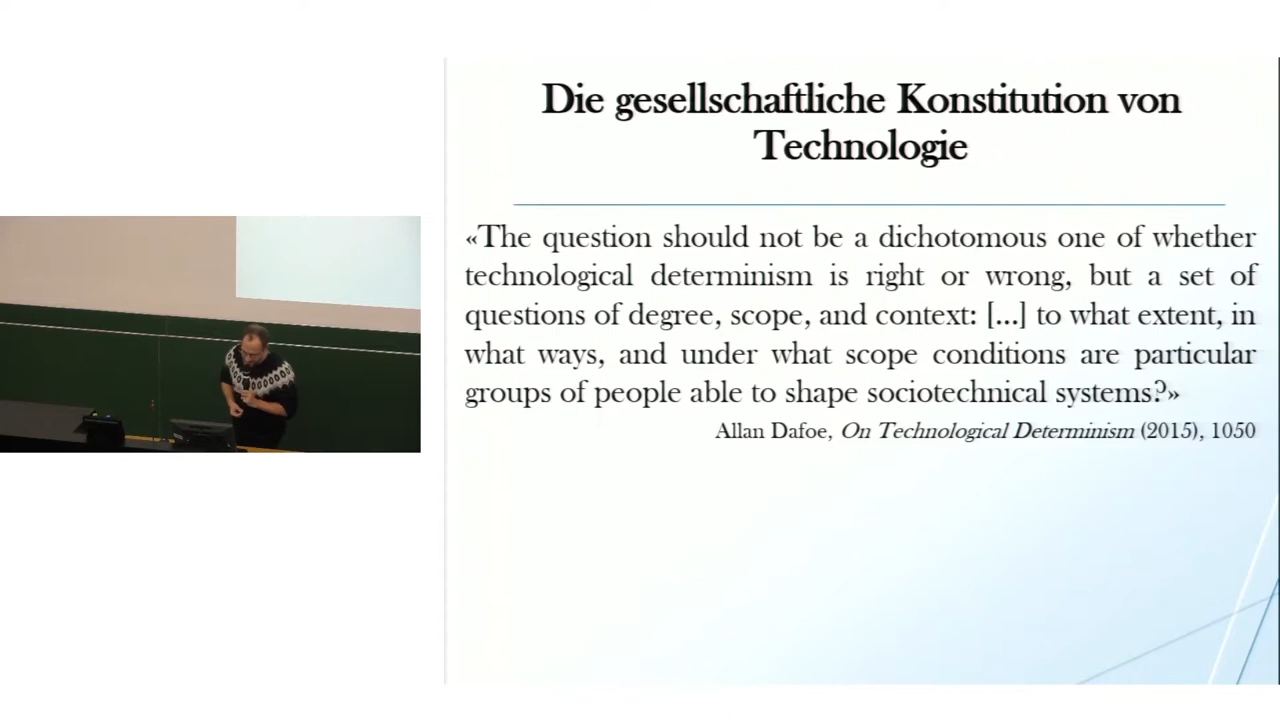 Die gesellschaftliche Konstitution von
Technologie
«The question should not be a dichotomous one of whether
technological determinism is right or wrong, but a set of
questions of degree, scope, and context: [...] to what extent, in
what ways, and under what scope conditions are particular
groups of people able to shape sociotechnical systems?»
Allan Dafoe, On Technological Determinism (2015), 1050